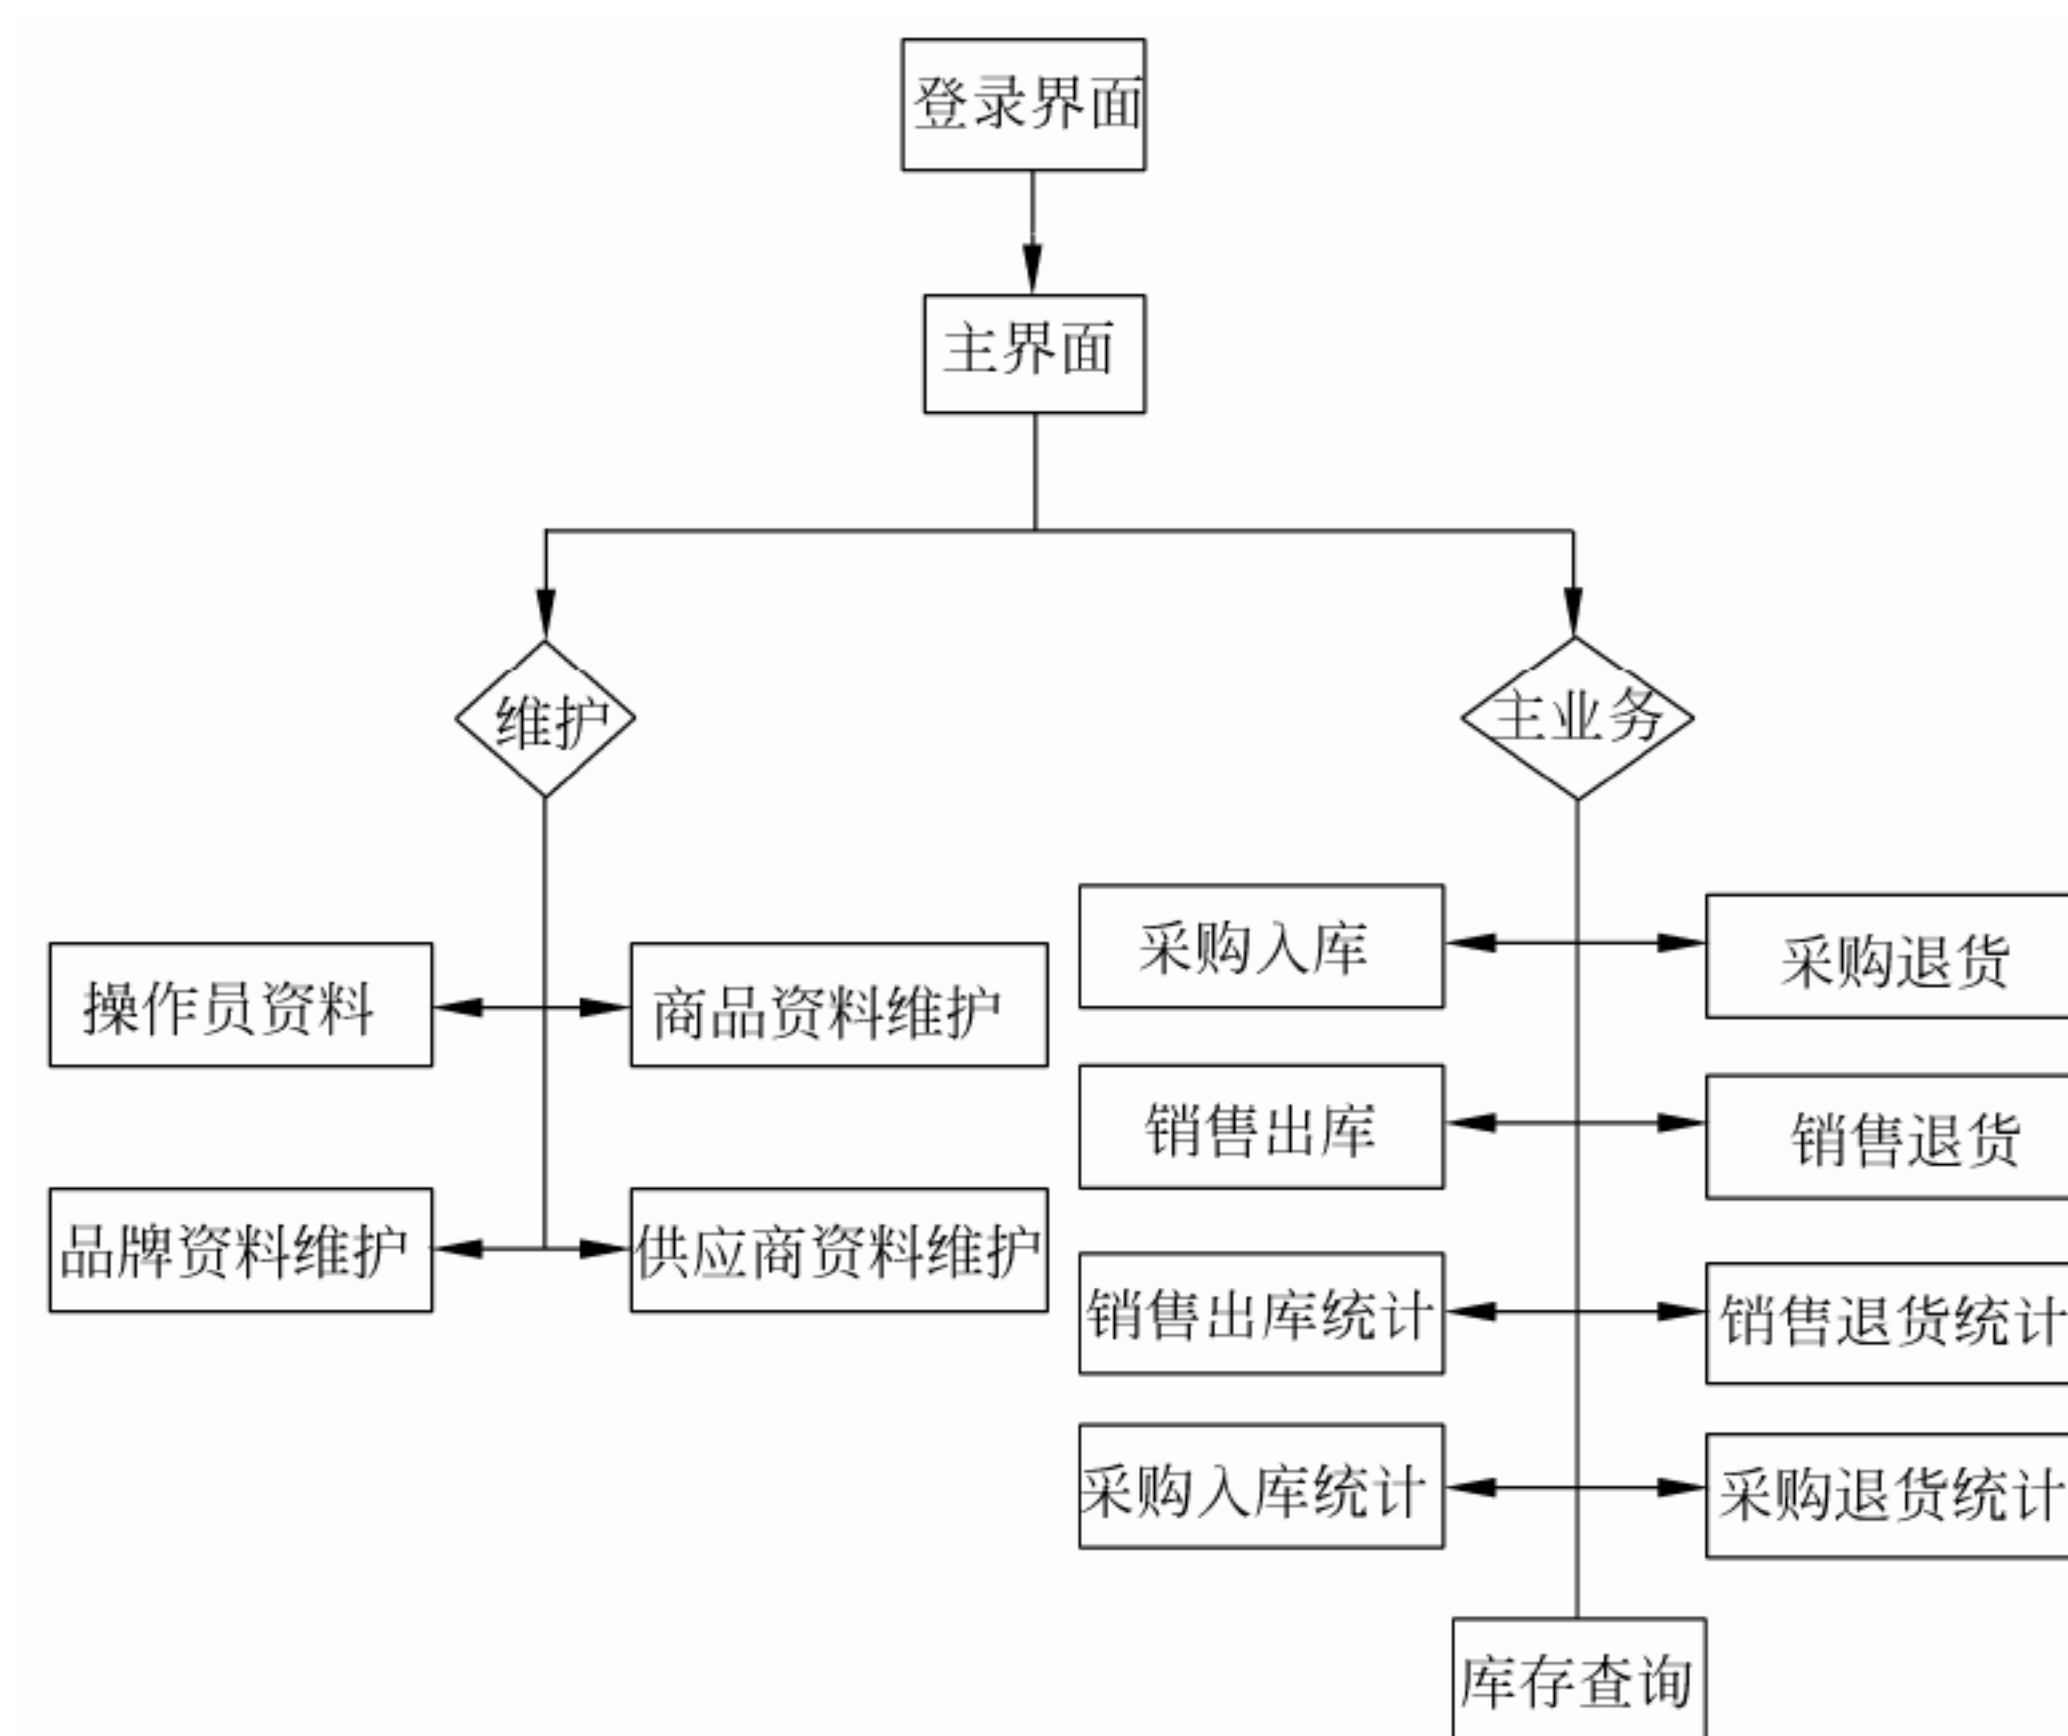 登录界面
主界面
维护
主业务
操作员资料
商品资料维护
品牌资料维护
供应商资料维护
采购入库
采购退货
销售出库
销售退货
销售出库统计
销售退货统计
采购入库统计
采购退货统计
库存查询